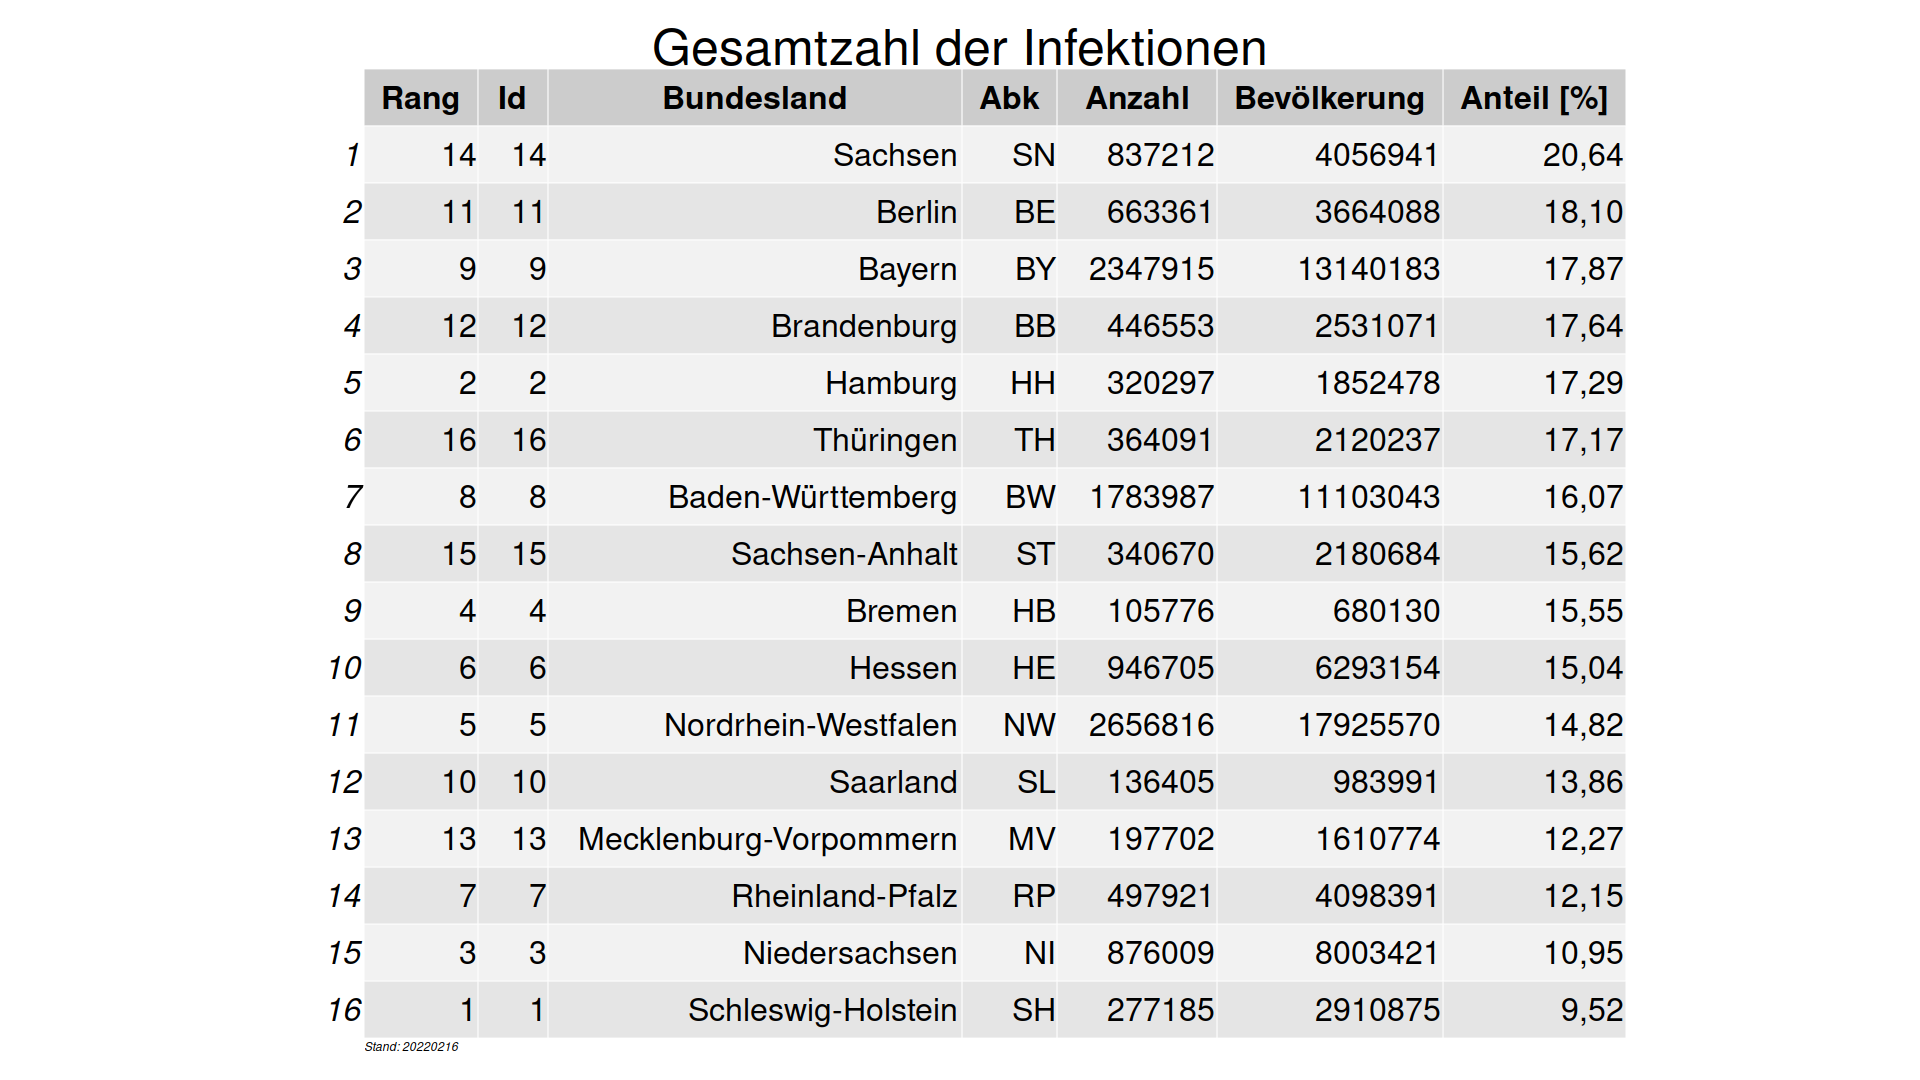 Gesamtzahl der Infektionen
Rang Id Bundesland Abk Anzahl Bevölkerung Anteil [%]
1 14 14 Sachsen SN 837212 4056941 20,64
2 11 11 Berlin BE 663361 3664088 18,10
3 9 9 Bayern BY 2347915 13140183 17,87
4 12 12 Brandenburg BB 446553 2531071 17,64
5 2 2 Hamburg HH 320297 1852478 17,29
6 16 16 Thüringen TH 364091 2120237 17,17
7 8 8 Baden-Württemberg BW 1783987 11103043 16,07
8 15 15 Sachsen-Anhalt ST 340670 2180684 15,62
9 4 4 Bremen HB 105776 680130 15,55
10 6 6 Hessen HE 946705 6293154 15,04
11 5 5 Nordrhein-Westfalen NW 2656816 17925570 14,82
12 10 10 Saarland SL 136405 983991 13,86
13 13 13 Mecklenburg-Vorpommern MV 197702 1610774 12,27
14 7 7 Rheinland-Pfalz RP 497921 4098391 12,15
15 3 3 Niedersachsen NI 876009 8003421 10,95
16 1 1 Schleswig-Holstein SH 277185 2910875 9,52
Stand: 20220216